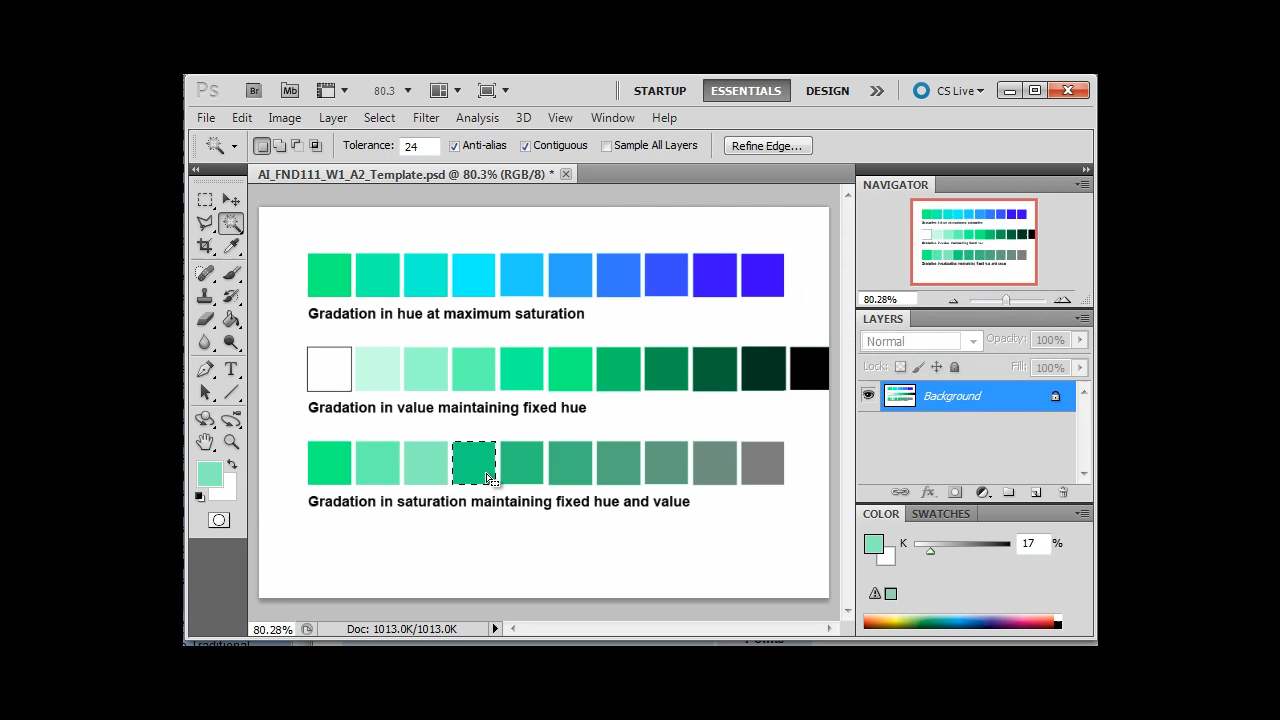 Ps Br Mb 80.3 STARTUP ESSENTIALS DESIGN CS Live
File Edit Image Layer Select Filter Analysis 3D View Window Help
Tolerance: 24 Anti-alias Contiguous Sample All Layers Refine Edge...
AI_FND111_W1_A2_Template.psd @ 80.3% (RGB/8) *
NAVIGATOR
Gradation in hue at maximum saturation
80.28%
LAYERS
Normal Opacity: 100%
Lock: Fill: 100%
Background
Gradation in value maintaining fixed hue
Gradation in saturation maintaining fixed hue and value
COLOR SWATCHES
K 17 %
80.28% Doc: 1013.0K/1013.0K